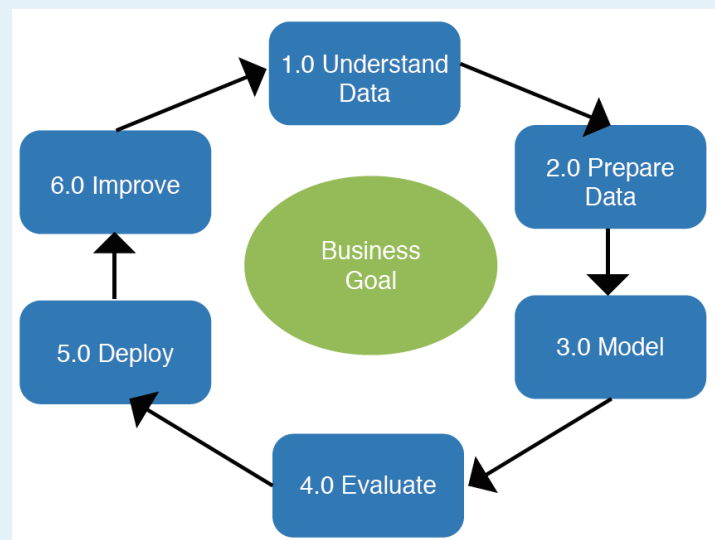 1.0 Understand
Data
2.0 Prepare
Data
6.0 Improve
Business
Goal
3.0 Model
5.0 Deploy
4.0 Evaluate